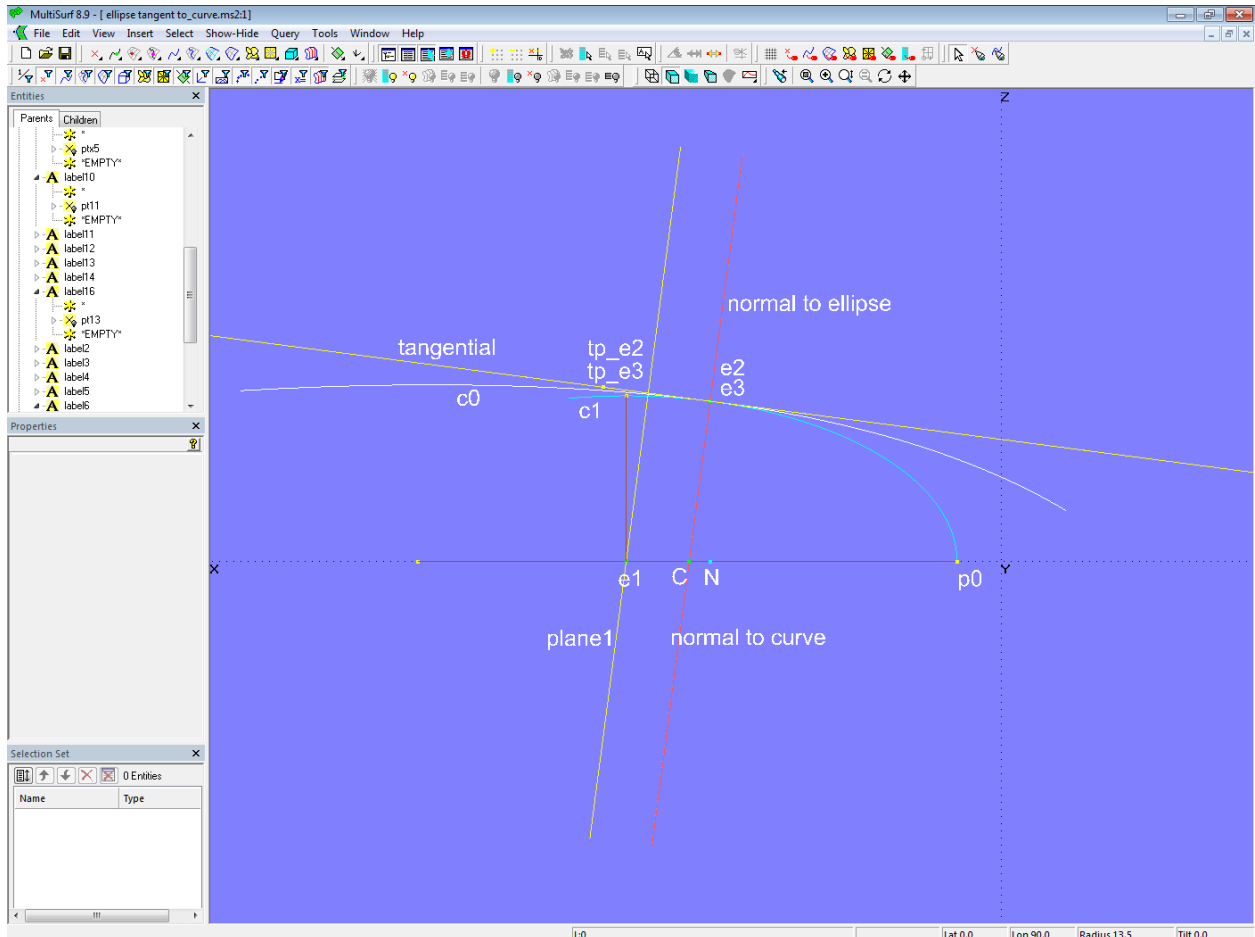 MultiSurf 8.9 - [ ellipse tangent to_curve.ms2:1]
File Edit View Insert Select Show-Hide Query Tools Window Help
Entities
Parents Children
*
ptx5
*EMPTY*
label10
*
pt11
*EMPTY*
label11
label12
label13
label14
label16
*
pt13
*EMPTY*
label2
label3
label4
label5
label6
Properties
Selection Set
0 Entities
Name Type
Z
normal to ellipse
tangential
tp_e2
tp_e3
e2
e3
c0
c1
X
Y
e1
C
N
p0
plane1
normal to curve
L:0
Lat 0.0
Lon 90.0
Radius 13.5
Tilt 0.0